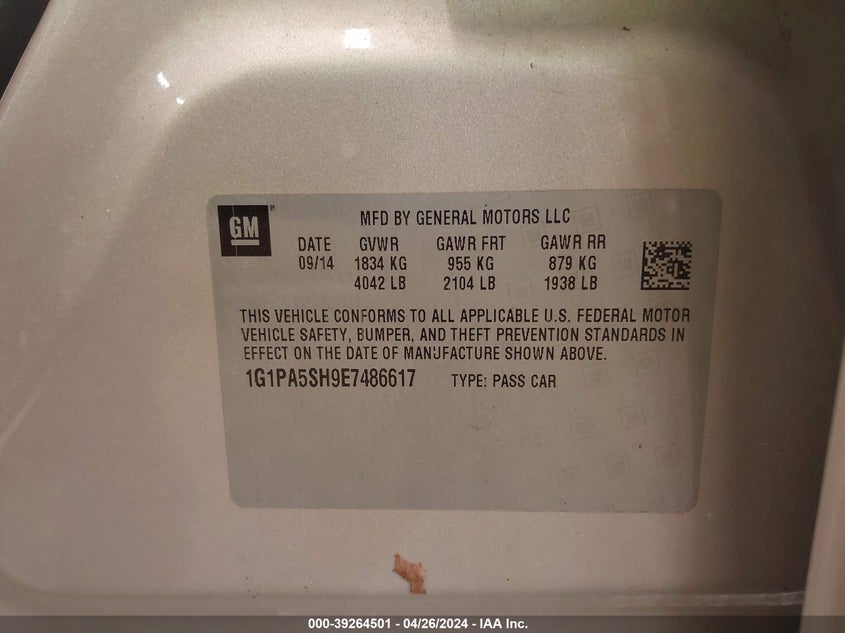 GM®
MFD BY GENERAL MOTORS LLC
DATE GVWR GAWR FRT GAWR RR
09/14 1834 KG 955 KG 879 KG
4042 LB 2104 LB 1938 LB
THIS VEHICLE CONFORMS TO ALL APPLICABLE U.S. FEDERAL MOTOR
VEHICLE SAFETY, BUMPER, AND THEFT PREVENTION STANDARDS IN
EFFECT ON THE DATE OF MANUFACTURE SHOWN ABOVE.
1G1PA5SH9E7486617 TYPE: PASS CAR
000-39264501 - 04/26/2024 - IAA Inc.